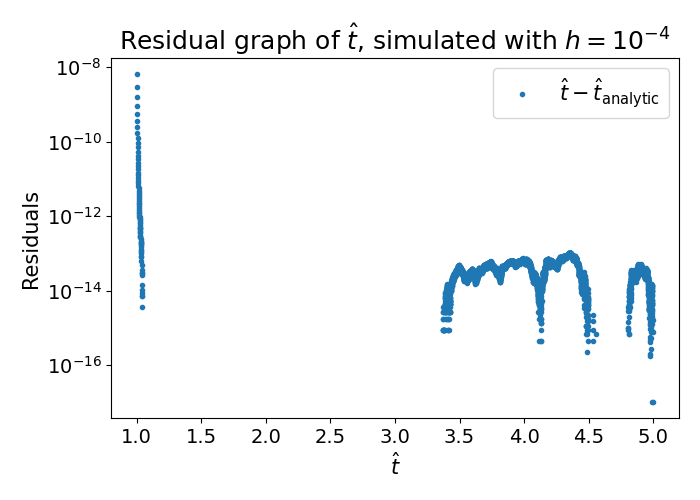 Residual graph of t̂, simulated with h = 10⁻⁴
t̂ − t̂analytic
Residuals
10⁻⁸
10⁻¹⁰
10⁻¹²
10⁻¹⁴
10⁻¹⁶
1.0 1.5 2.0 2.5 3.0 3.5 4.0 4.5 5.0
t̂